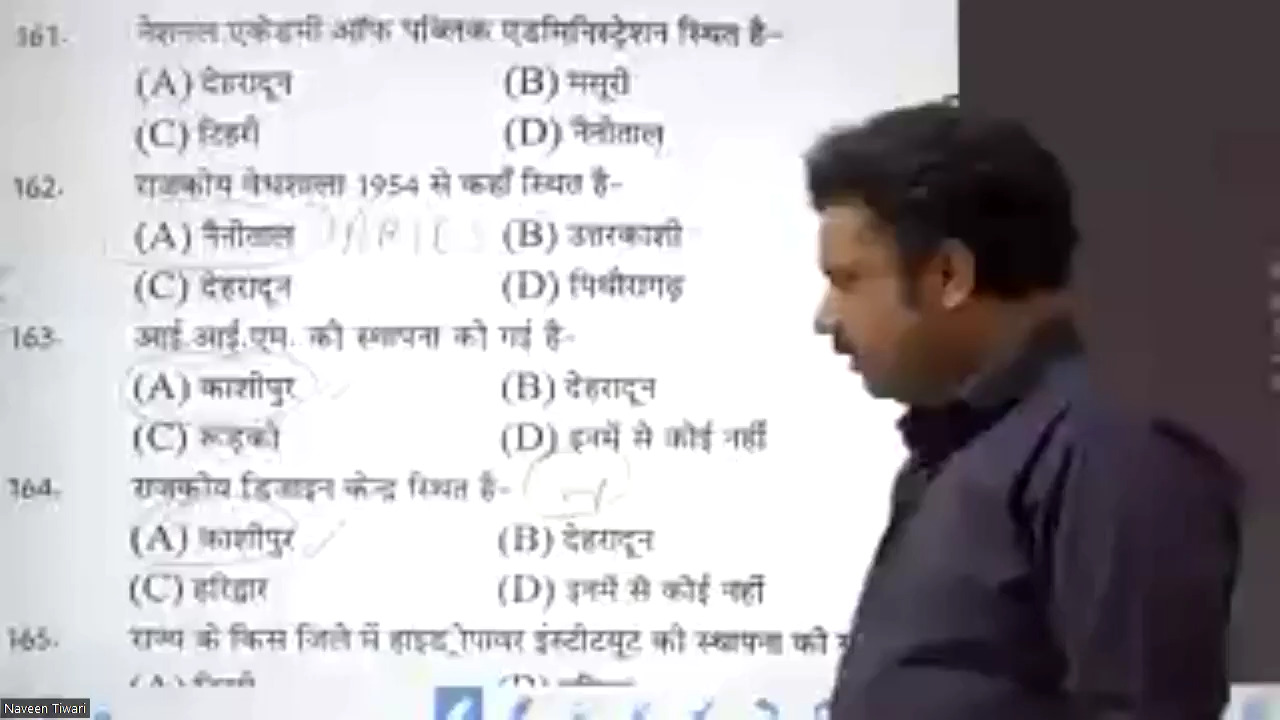 161. नेशनल एकेडमी ऑफ पब्लिक एडमिनिस्ट्रेशन स्थित है-
(A) देहरादून (B) मसूरी
(C) टिहरी (D) नैनीताल
162. राजकीय वेधशाला 1954 से कहाँ स्थित है-
(A) नैनीताल (B) उत्तरकाशी
(C) देहरादून (D) पिथौरागढ़
163. आई.आई.एम. की स्थापना की गई है-
(A) काशीपुर (B) देहरादून
(C) रूड़की (D) इनमें से कोई नहीं
164. राजकीय डिजाइन केन्द्र स्थित है-
(A) काशीपुर (B) देहरादून
(C) हरिद्वार (D) इनमें से कोई नहीं
165. राज्य के किस जिले में हाइड्रोपावर इंस्टीटयूट की स्थापना की
Naveen Tiwari